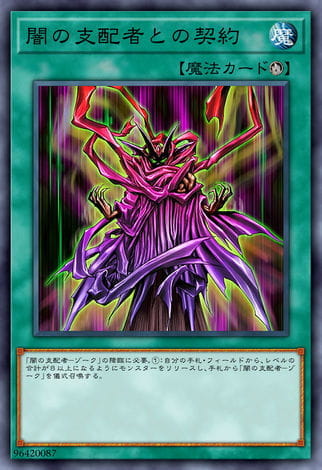 闇の支配者との契約
魔
【魔法カード】
「闇の支配者－ゾーク」の降臨に必要。①：自分の手札・フィールドから、レベルの
合計が８以上になるようにモンスターをリリースし、手札から「闇の支配者－ゾ
ーク」を儀式召喚する。
96420087